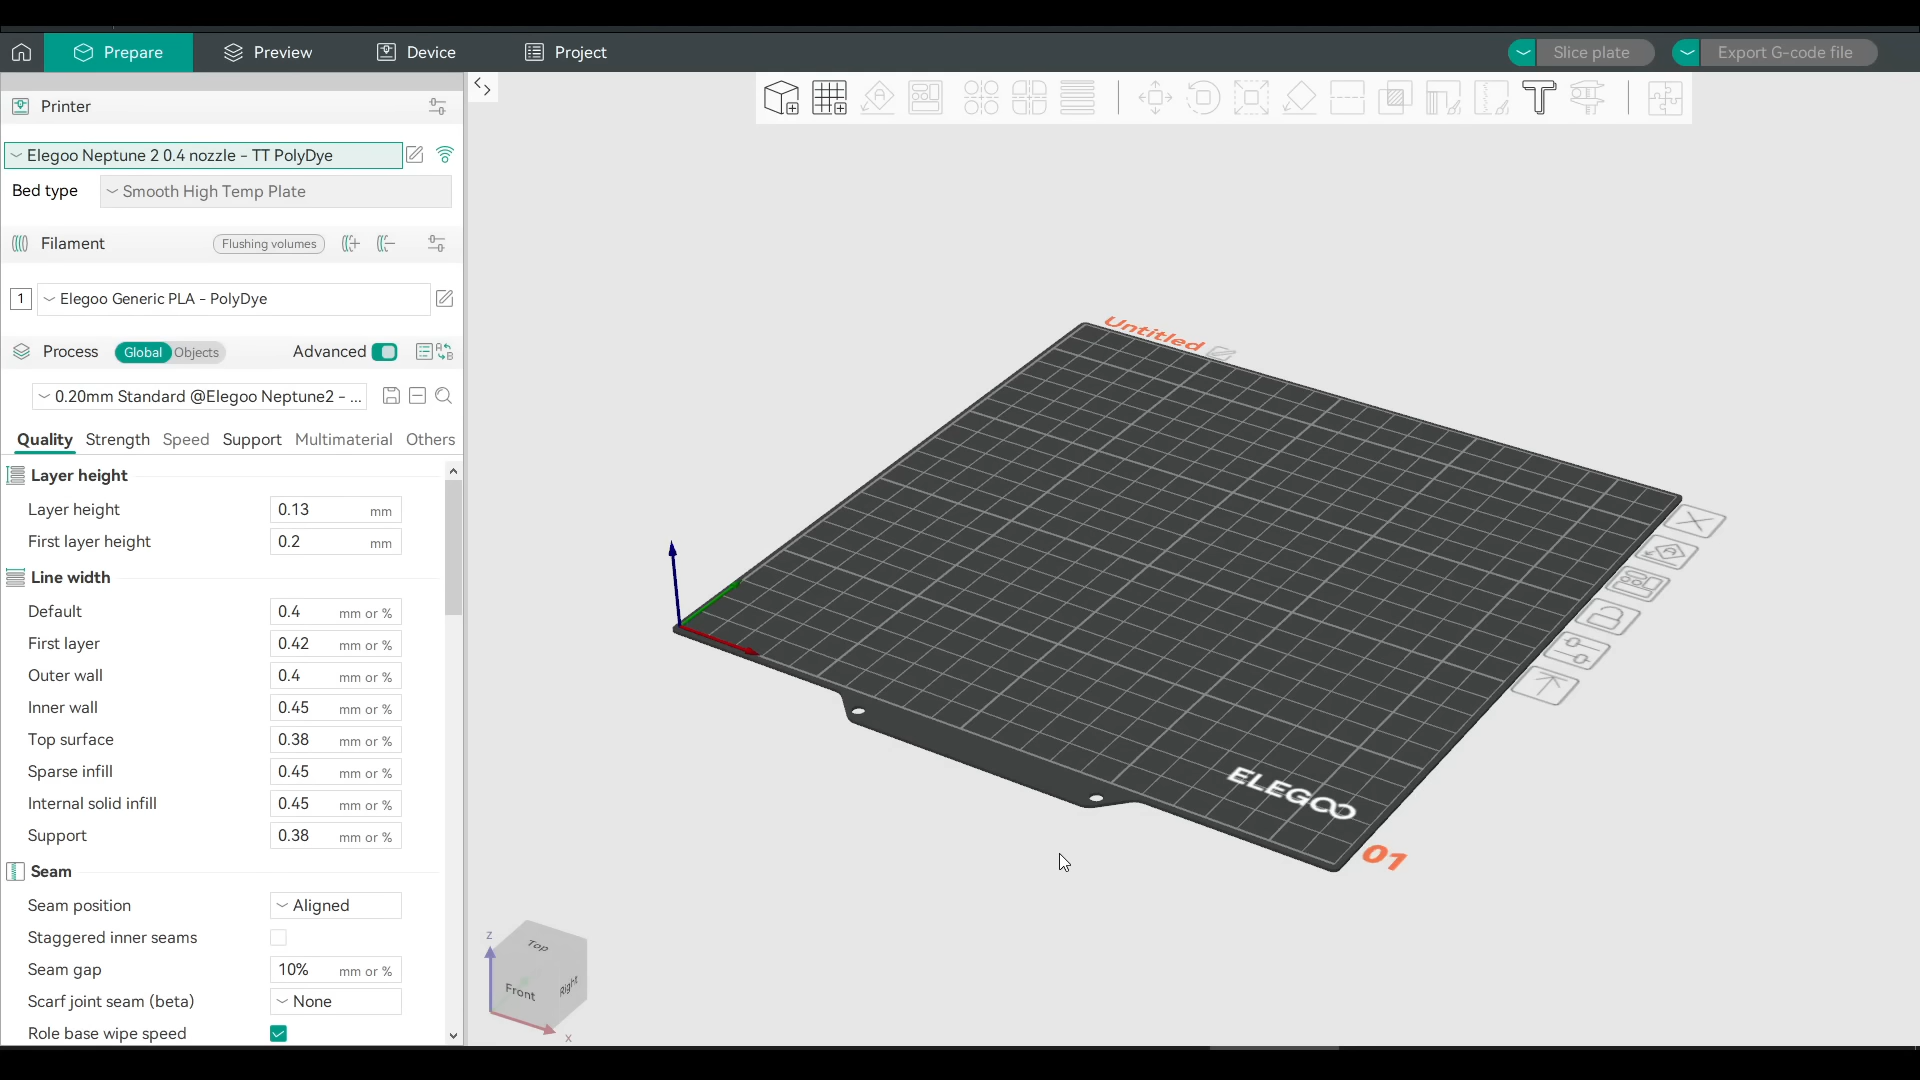 Prepare
Preview
Device
Project
Slice plate
Export G-code file
Printer
Elegoo Neptune 2 0.4 nozzle - TT PolyDye
Bed type
Smooth High Temp Plate
Filament
Flushing volumes
1
Elegoo Generic PLA - PolyDye
Process
Global
Objects
Advanced
0.20mm Standard @Elegoo Neptune2 - ...
Quality
Strength
Speed
Support
Multimaterial
Others
Layer height
Layer height 0.13 mm
First layer height 0.2 mm
Line width
Default 0.4 mm or %
First layer 0.42 mm or %
Outer wall 0.4 mm or %
Inner wall 0.45 mm or %
Top surface 0.38 mm or %
Sparse infill 0.45 mm or %
Internal solid infill 0.45 mm or %
Support 0.38 mm or %
Seam
Seam position Aligned
Staggered inner seams
Seam gap 10% mm or %
Scarf joint seam (beta) None
Role base wipe speed
Untitled
ELEGOO
01
z
Top
Front
Right
x